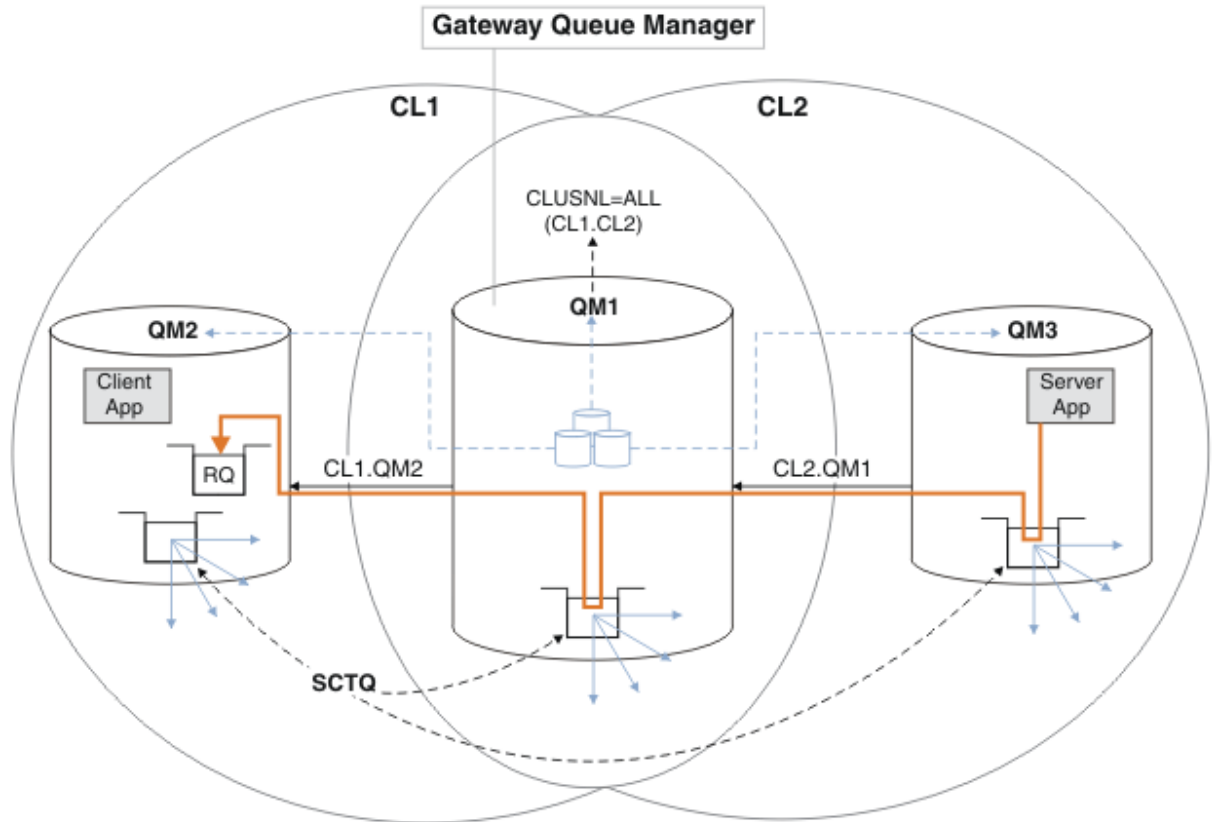 Gateway Queue Manager
CL1
CL2
CLUSNL=ALL
(CL1.CL2)
QM2
QM1
QM3
Client
App
Server
App
RQ
CL1.QM2
CL2.QM1
SCTQ